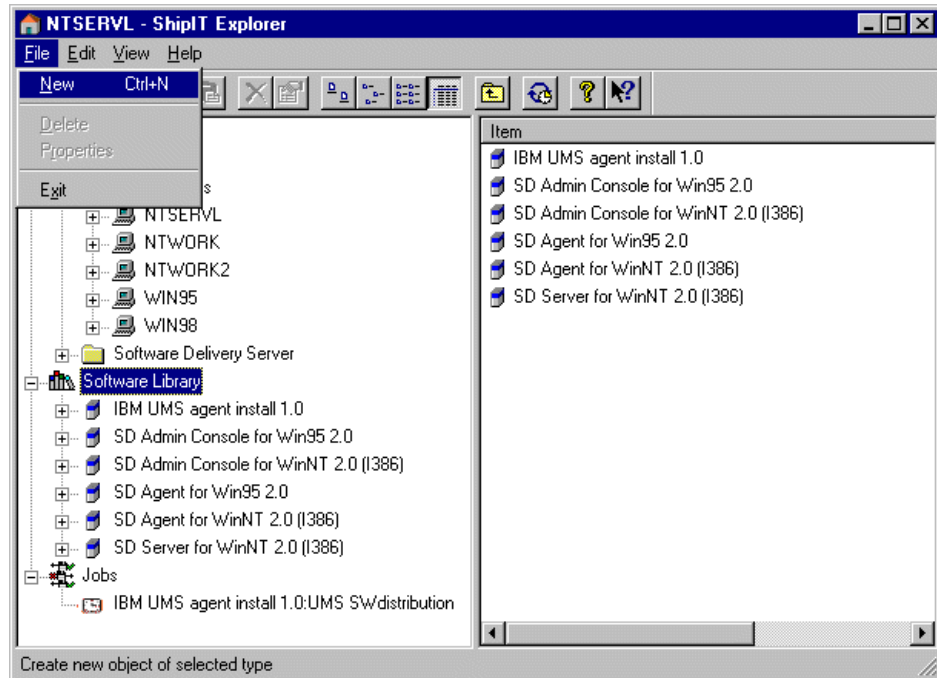 NTSERVL - ShipIT Explorer
File Edit View Help
New Ctrl+N
Delete
Properties
Exit
s
NTSERVL
NTWORK
NTWORK2
WIN95
WIN98
Software Delivery Server
Software Library
IBM UMS agent install 1.0
SD Admin Console for Win95 2.0
SD Admin Console for WinNT 2.0 (I386)
SD Agent for Win95 2.0
SD Agent for WinNT 2.0 (I386)
SD Server for WinNT 2.0 (I386)
Jobs
IBM UMS agent install 1.0:UMS SWdistribution
Item
IBM UMS agent install 1.0
SD Admin Console for Win95 2.0
SD Admin Console for WinNT 2.0 (I386)
SD Agent for Win95 2.0
SD Agent for WinNT 2.0 (I386)
SD Server for WinNT 2.0 (I386)
Create new object of selected type